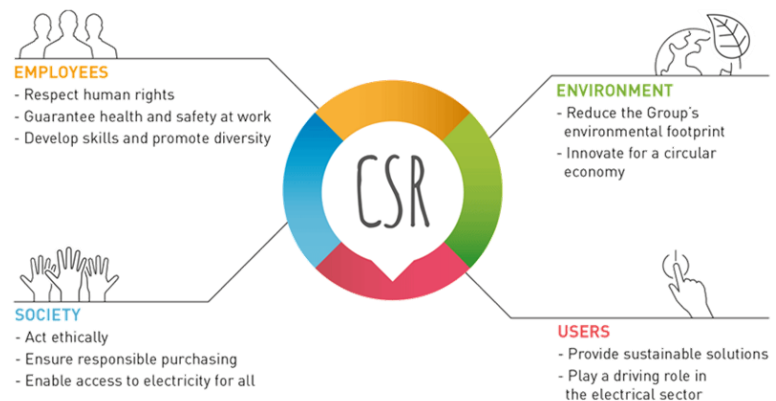 EMPLOYEES
- Respect human rights
- Guarantee health and safety at work
- Develop skills and promote diversity
ENVIRONMENT
- Reduce the Group's
environmental footprint
- Innovate for a circular
economy
CSR
SOCIETY
- Act ethically
- Ensure responsible purchasing
- Enable access to electricity for all
USERS
- Provide sustainable solutions
- Play a driving role in
the electrical sector